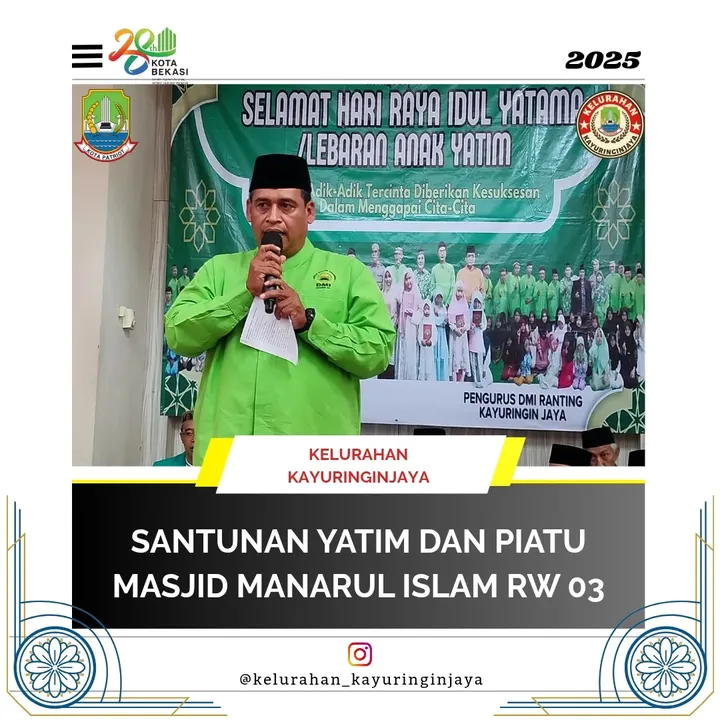 28th
KOTA
BEKASI
2025
KOTA PATRIOT
KELURAHAN
KAYURINGINJAYA
SELAMAT HARI RAYA IDUL YATAMA
/LEBARAN ANAK YATIM
Adik-Adik Tercinta Diberikan Kesuksesan
Dalam Menggapai Cita-Cita
DMI
PENGURUS DMI RANTING
KAYURINGIN JAYA
KELURAHAN
KAYURINGINJAYA
SANTUNAN YATIM DAN PIATU
MASJID MANARUL ISLAM RW 03
@kelurahan_kayuringinjaya